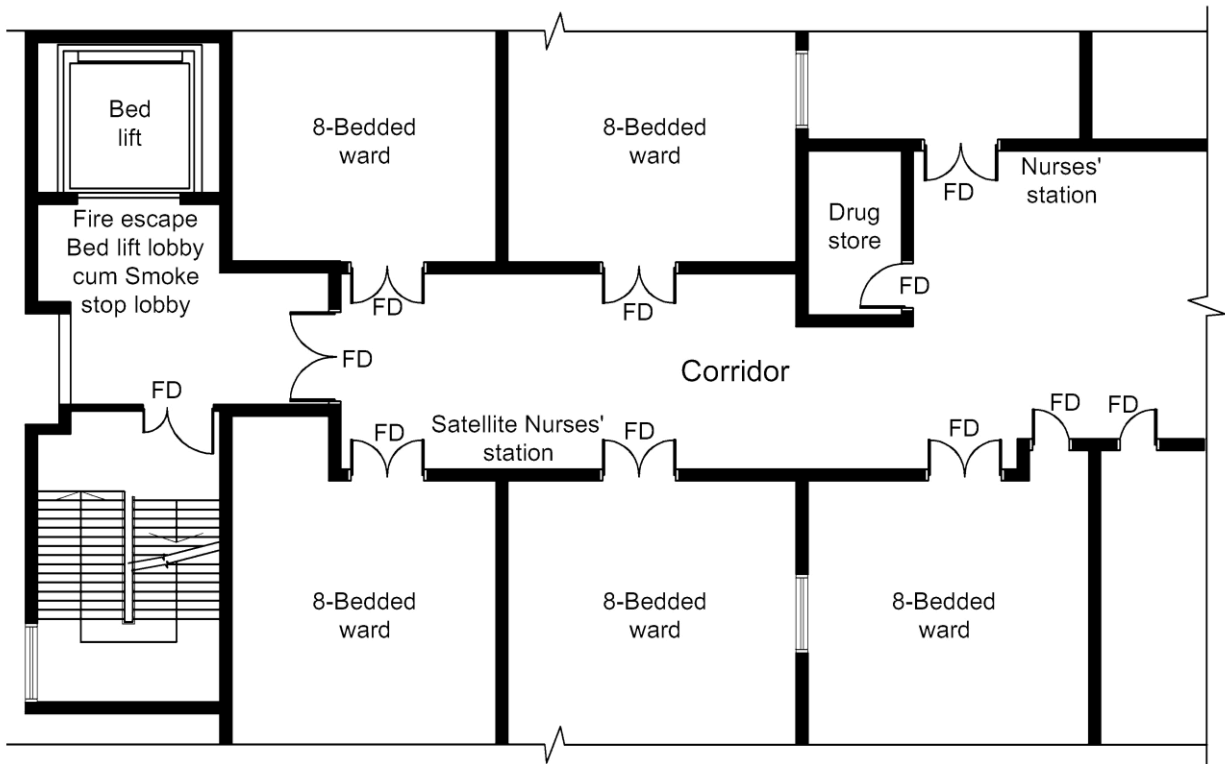 Bed
lift
8-Bedded
ward
8-Bedded
ward
Nurses'
station
FD
Drug
store
Fire escape
Bed lift lobby
cum Smoke
stop lobby
FD
FD
FD
FD
Corridor
FD
FD
Satellite Nurses'
station
FD
FD
FD
FD
FD
8-Bedded
ward
8-Bedded
ward
8-Bedded
ward